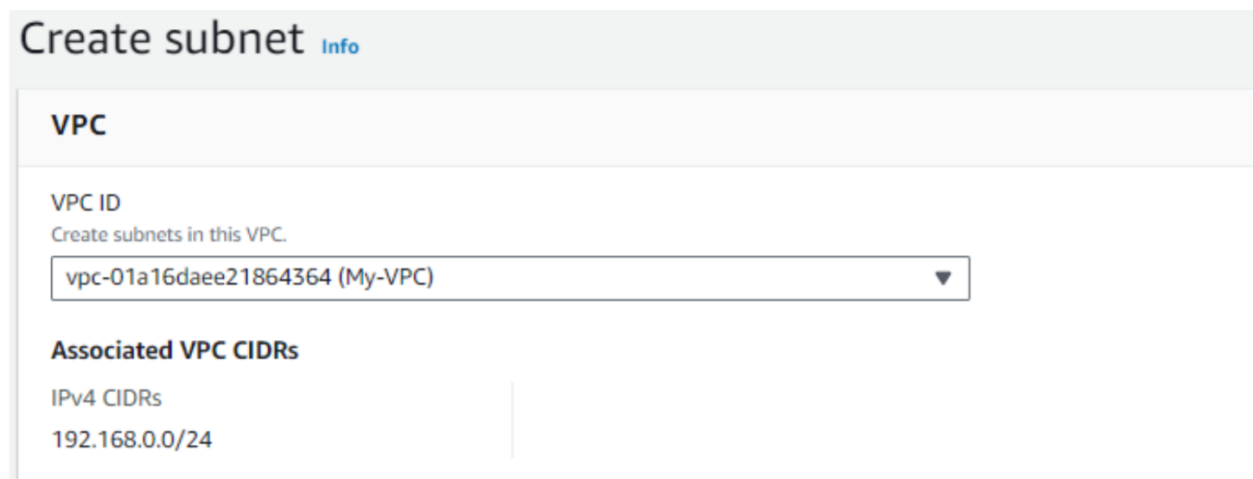 Create subnet Info
VPC
VPC ID
Create subnets in this VPC.
vpc-01a16daee21864364 (My-VPC)
Associated VPC CIDRs
IPv4 CIDRs
192.168.0.0/24